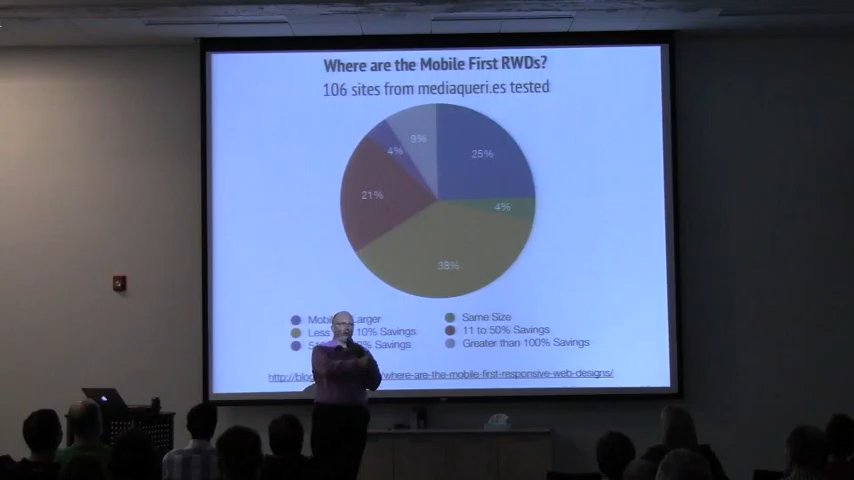 Where are the Mobile First RWDs?
106 sites from mediaqueri.es tested
9%
25%
4%
21%
4%
38%
Larger
Same Size
Less 10% Savings
11 to 50% Savings
Savings
Greater than 100% Savings
/where-are-the-mobile-first-responsive-web-designs/